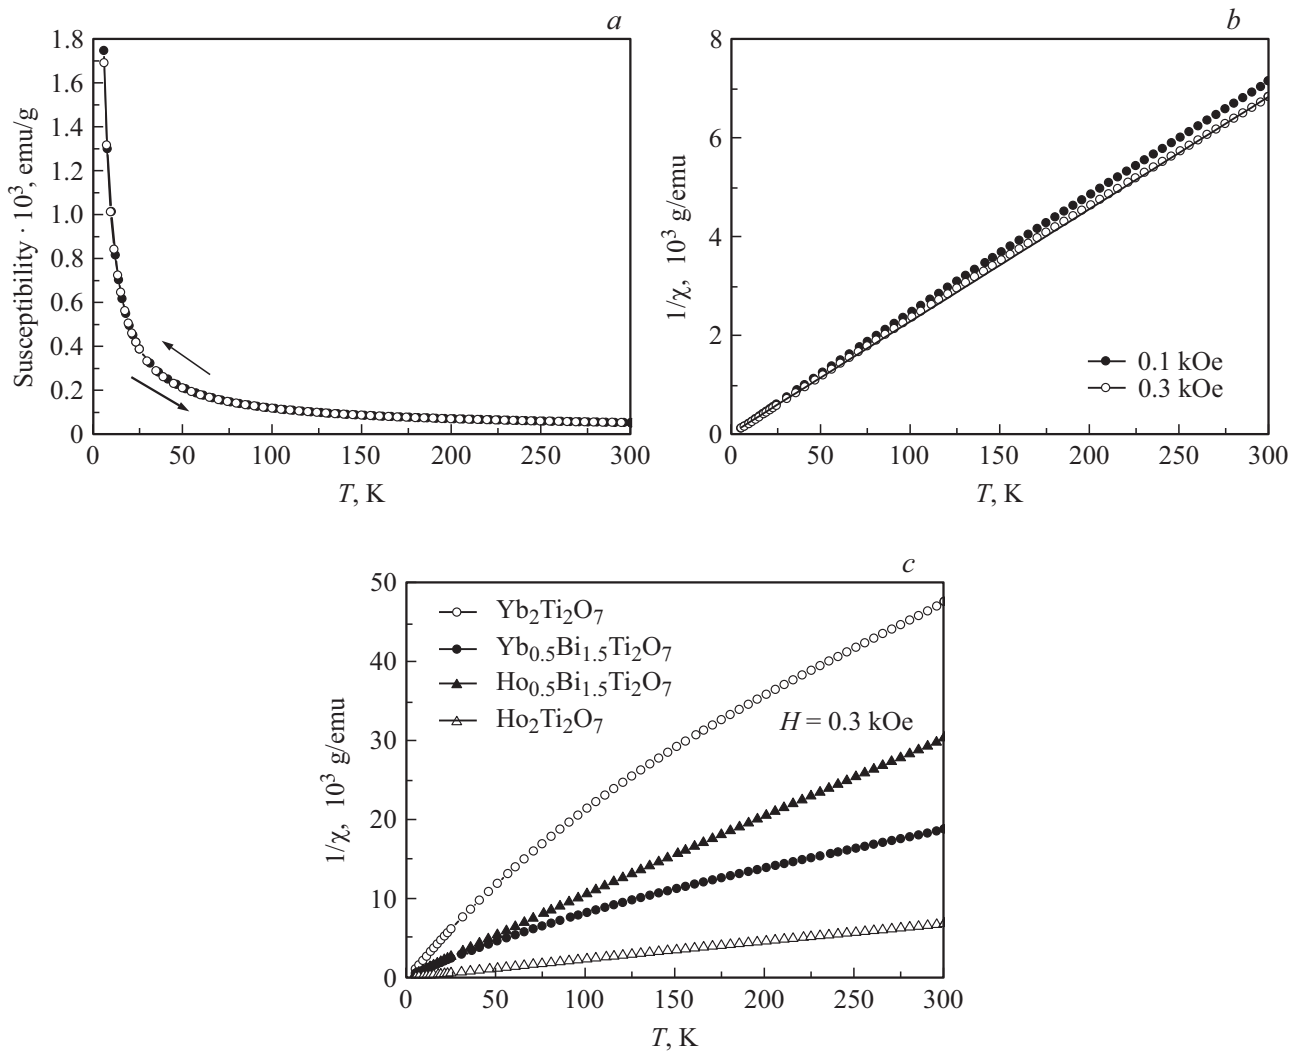 a
1.8
1.6
1.4
1.2
1.0
0.8
0.6
0.4
0.2
0
Susceptibility · 10³, emu/g
0 50 100 150 200 250 300
T, K
b
8
6
4
2
0
1/χ, 10³ g/emu
0.1 kOe
0.3 kOe
0 50 100 150 200 250 300
T, K
c
50
40
30
20
10
0
1/χ, 10³ g/emu
Yb₂Ti₂O₇
Yb₀.₅Bi₁.₅Ti₂O₇
Ho₀.₅Bi₁.₅Ti₂O₇
Ho₂Ti₂O₇
H = 0.3 kOe
0 50 100 150 200 250 300
T, K